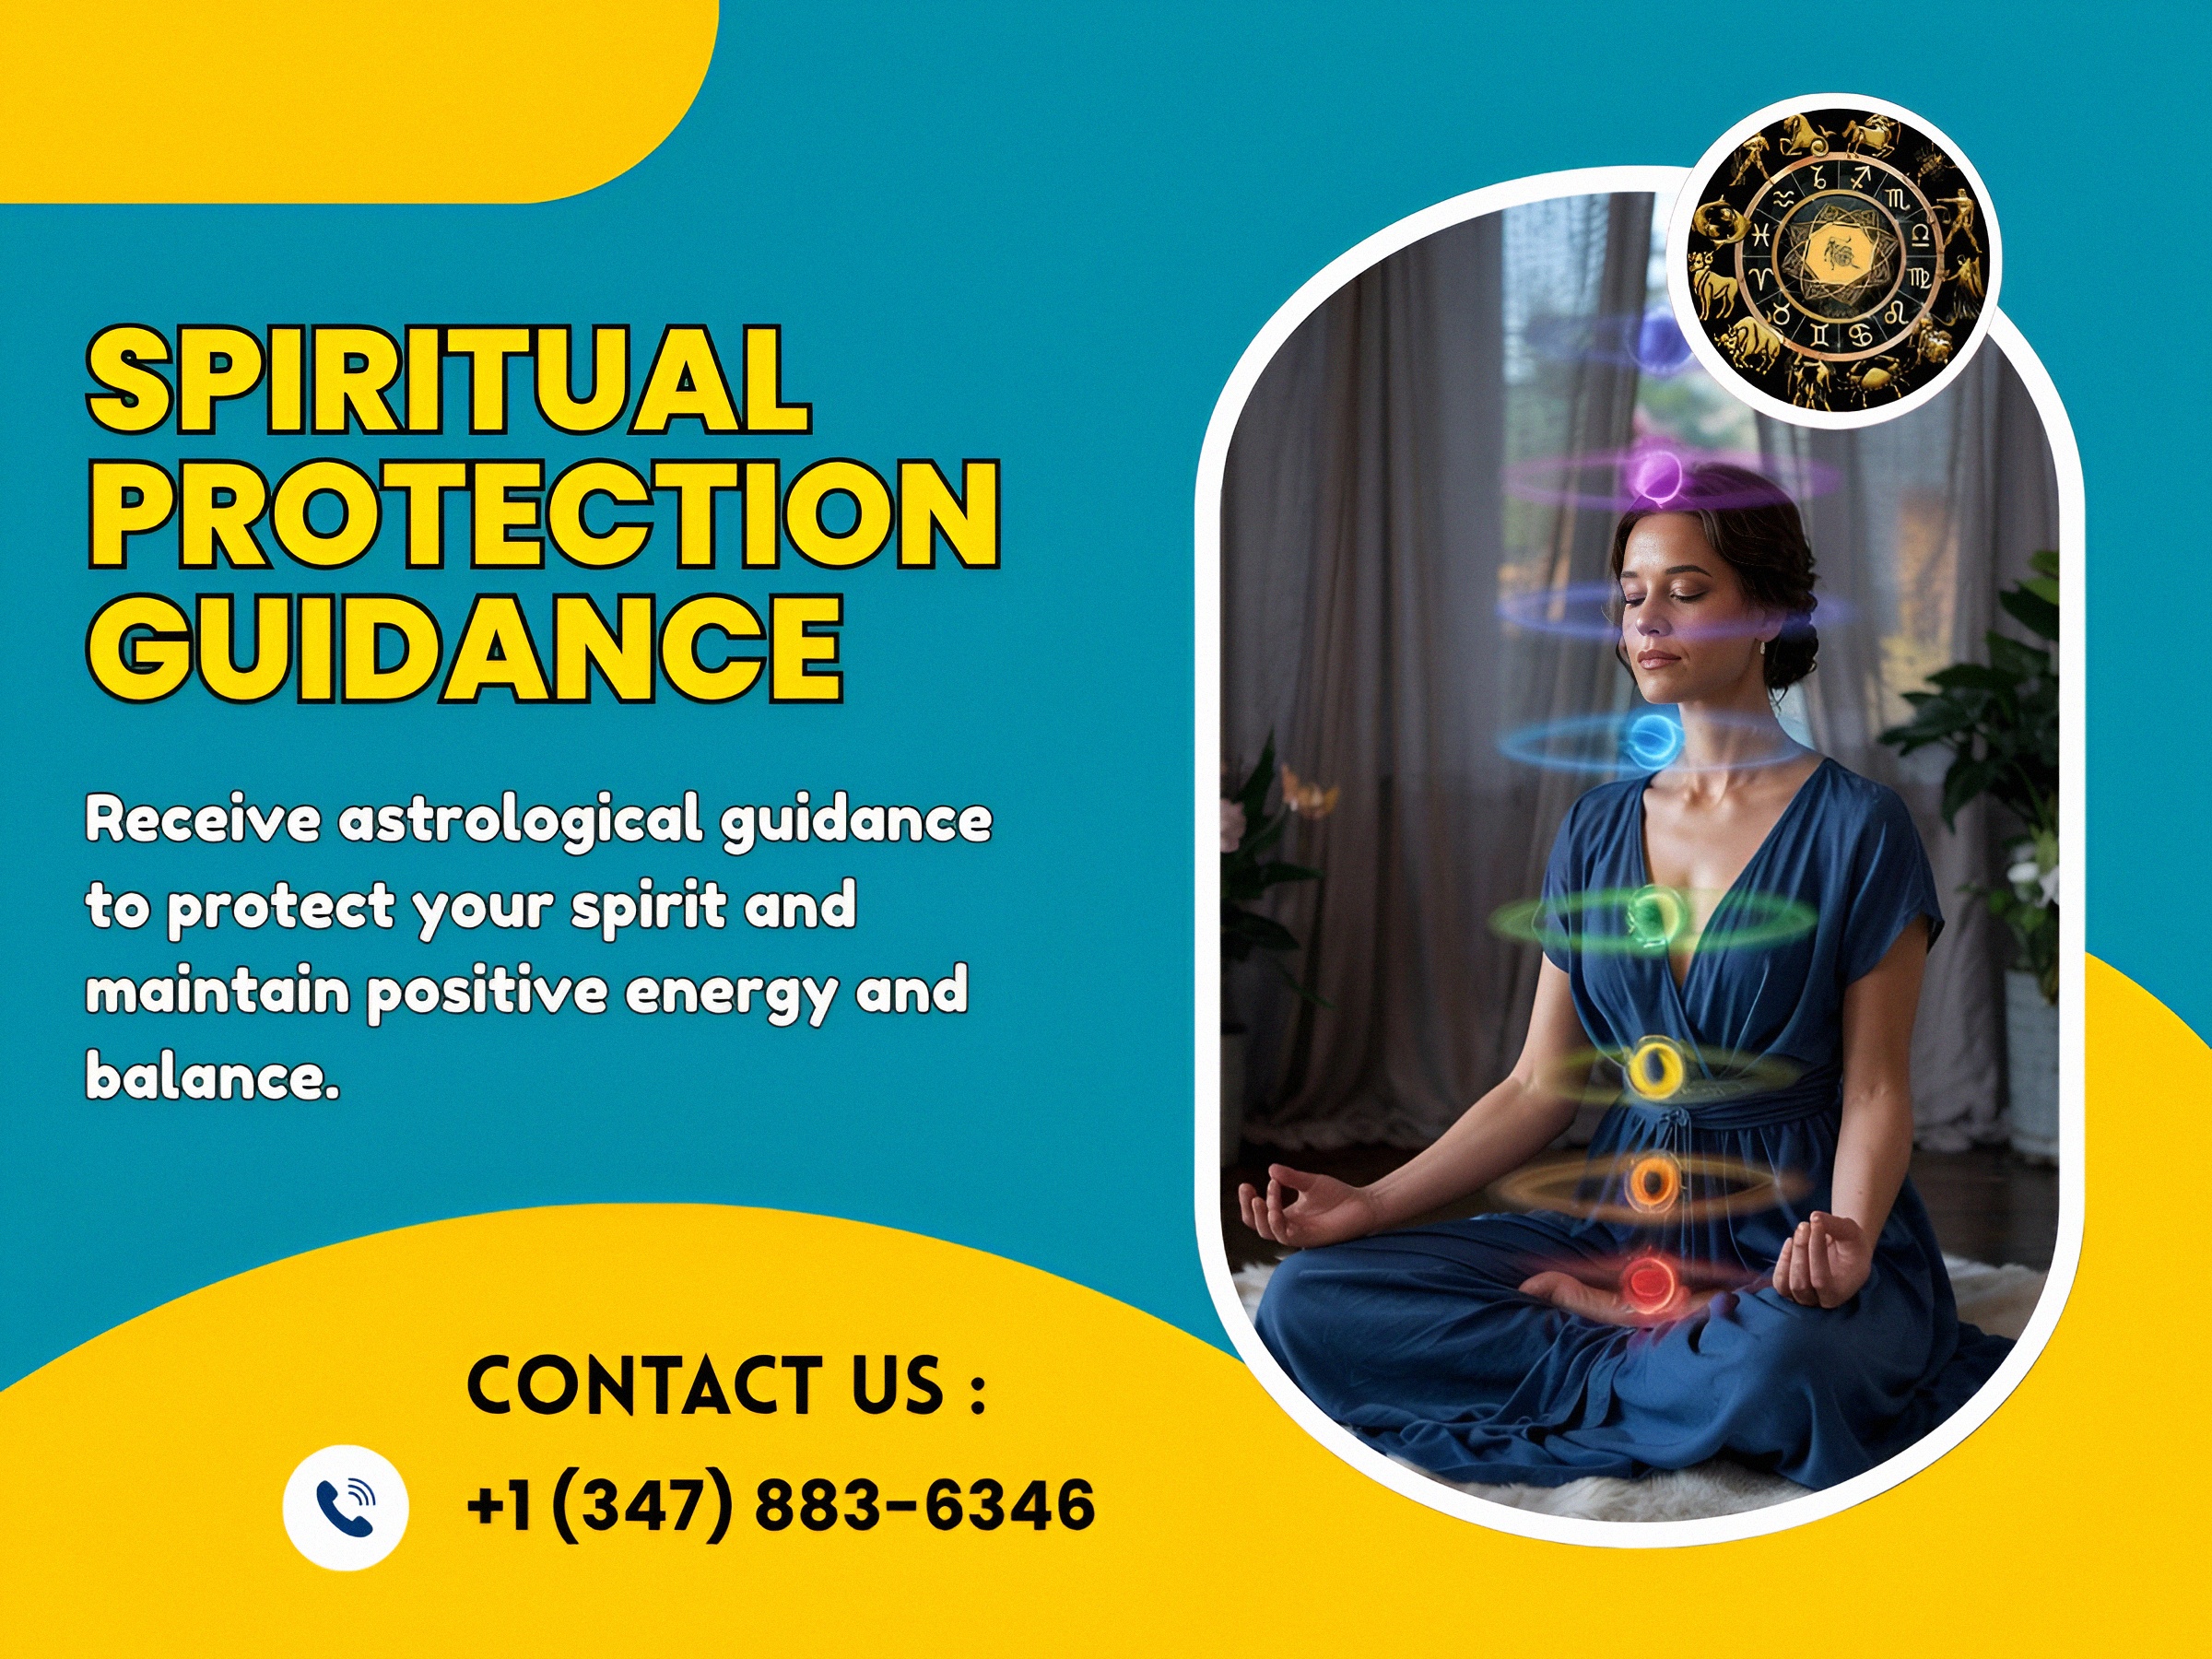 SPIRITUAL
PROTECTION
GUIDANCE
Receive astrological guidance
to protect your spirit and
maintain positive energy and
balance.
CONTACT US :
+1 (347) 883-6346